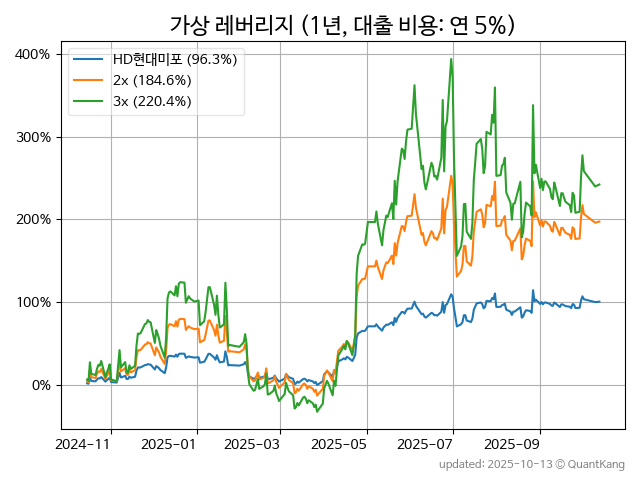 가상 레버리지 (1년, 대출 비용: 연 5%)
400%
300%
200%
100%
0%
HD현대미포 (96.3%)
2x (184.6%)
3x (220.4%)
2024-11
2025-01
2025-03
2025-05
2025-07
2025-09
updated: 2025-10-13 © QuantKang